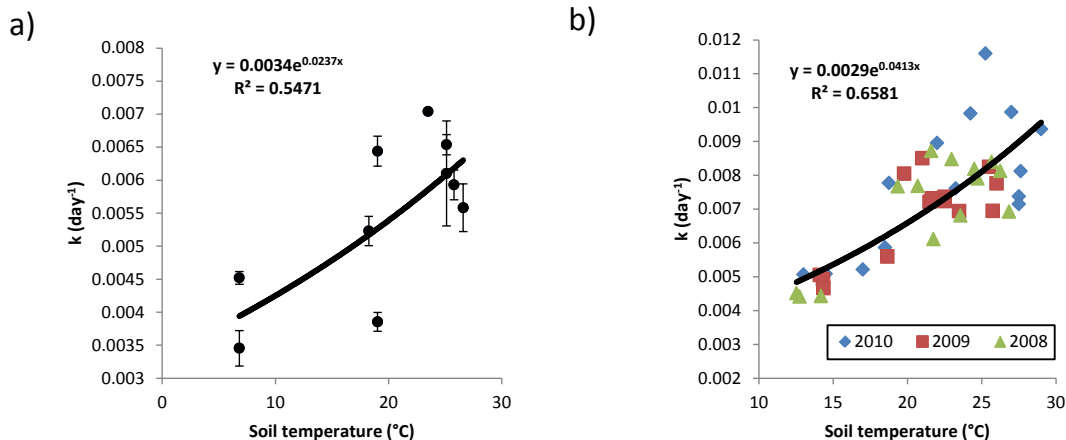 a)
y = 0.0034e^0.0237x
R² = 0.5471
0.008
0.0075
0.007
0.0065
0.006
0.0055
0.005
0.0045
0.004
0.0035
0.003
k (day⁻¹)
0 10 20 30
Soil temperature (°C)
b)
y = 0.0029e^0.0413x
R² = 0.6581
0.012
0.011
0.01
0.009
0.008
0.007
0.006
0.005
0.004
0.003
0.002
k (day⁻¹)
2010 2009 2008
10 15 20 25 30
Soil temperature (°C)